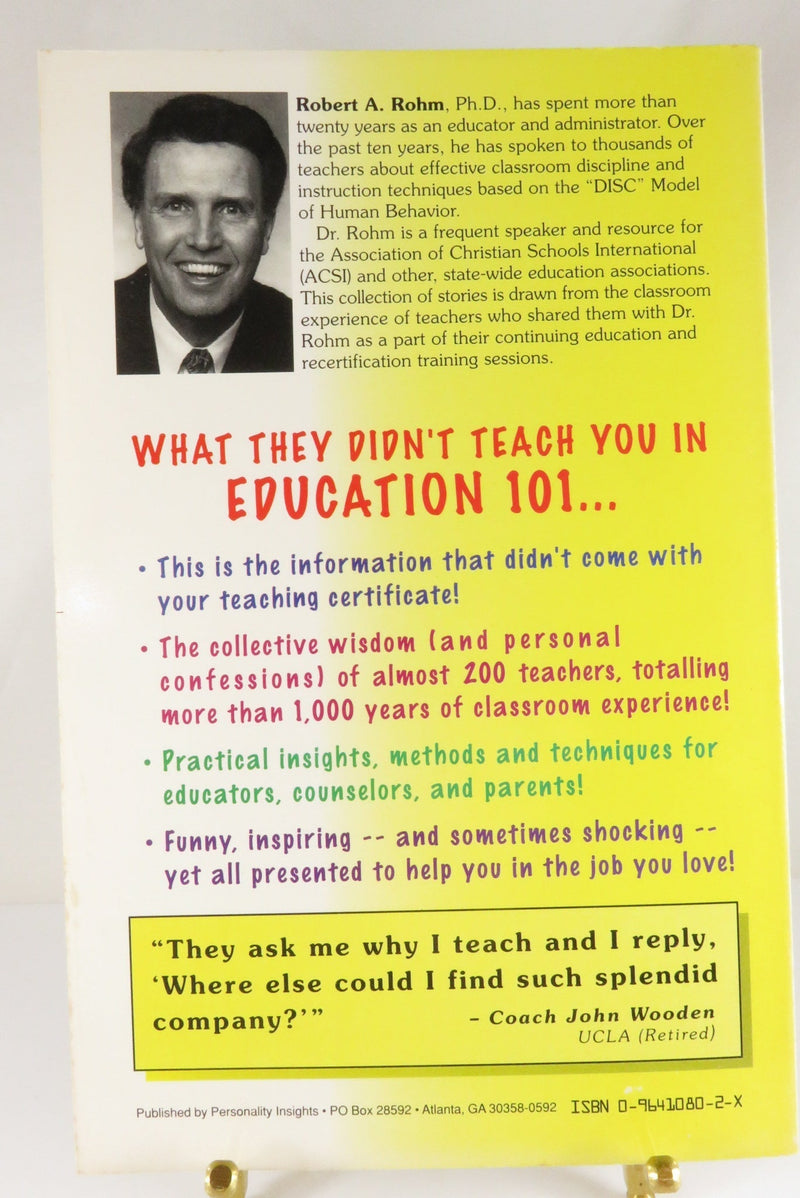 Robert A. Rohm, Ph.D., has spent more than
twenty years as an educator and administrator. Over
the past ten years, he has spoken to thousands of
teachers about effective classroom discipline and
instruction techniques based on the “DISC” Model
of Human Behavior.
Dr. Rohm is a frequent speaker and resource for
the Association of Christian Schools International
(ACSI) and other, state-wide education associations.
This collection of stories is drawn from the classroom
experience of teachers who shared them with Dr.
Rohm as a part of their continuing education and
recertification training sessions.
WHAT THEY DIDN'T TEACH YOU IN
EDUCATION 101...
• This is the information that didn't come with
your teaching certificate!
• The collective wisdom (and personal
confessions) of almost 200 teachers, totalling
more than 1,000 years of classroom experience!
• Practical insights, methods and techniques for
educators, counselors, and parents!
• Funny, inspiring -- and sometimes shocking --
yet all presented to help you in the job you love!
“They ask me why I teach and I reply,
‘Where else could I find such splendid
company?’”
– Coach John Wooden
UCLA (Retired)
Published by Personality Insights • PO Box 28592 • Atlanta, GA 30358-0592 ISBN 0-9641080-2-X